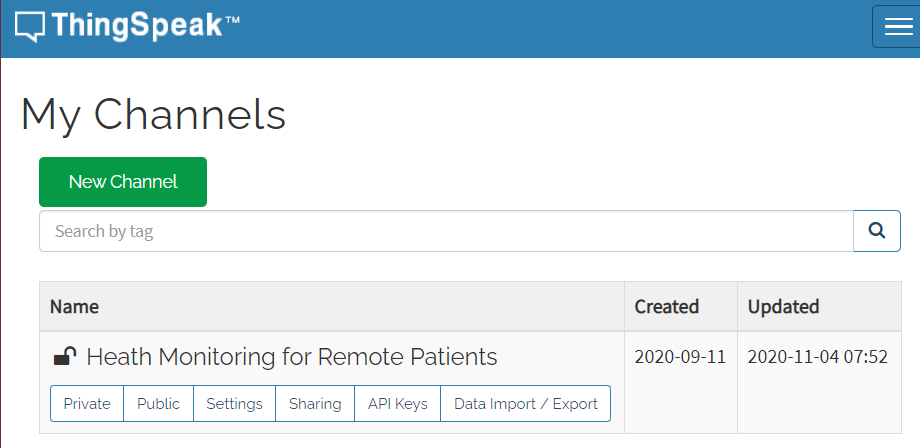 ThingSpeak™
My Channels
New Channel
Search by tag
Name Created Updated
Heath Monitoring for Remote Patients 2020-09-11 2020-11-04 07:52
Private Public Settings Sharing API Keys Data Import / Export